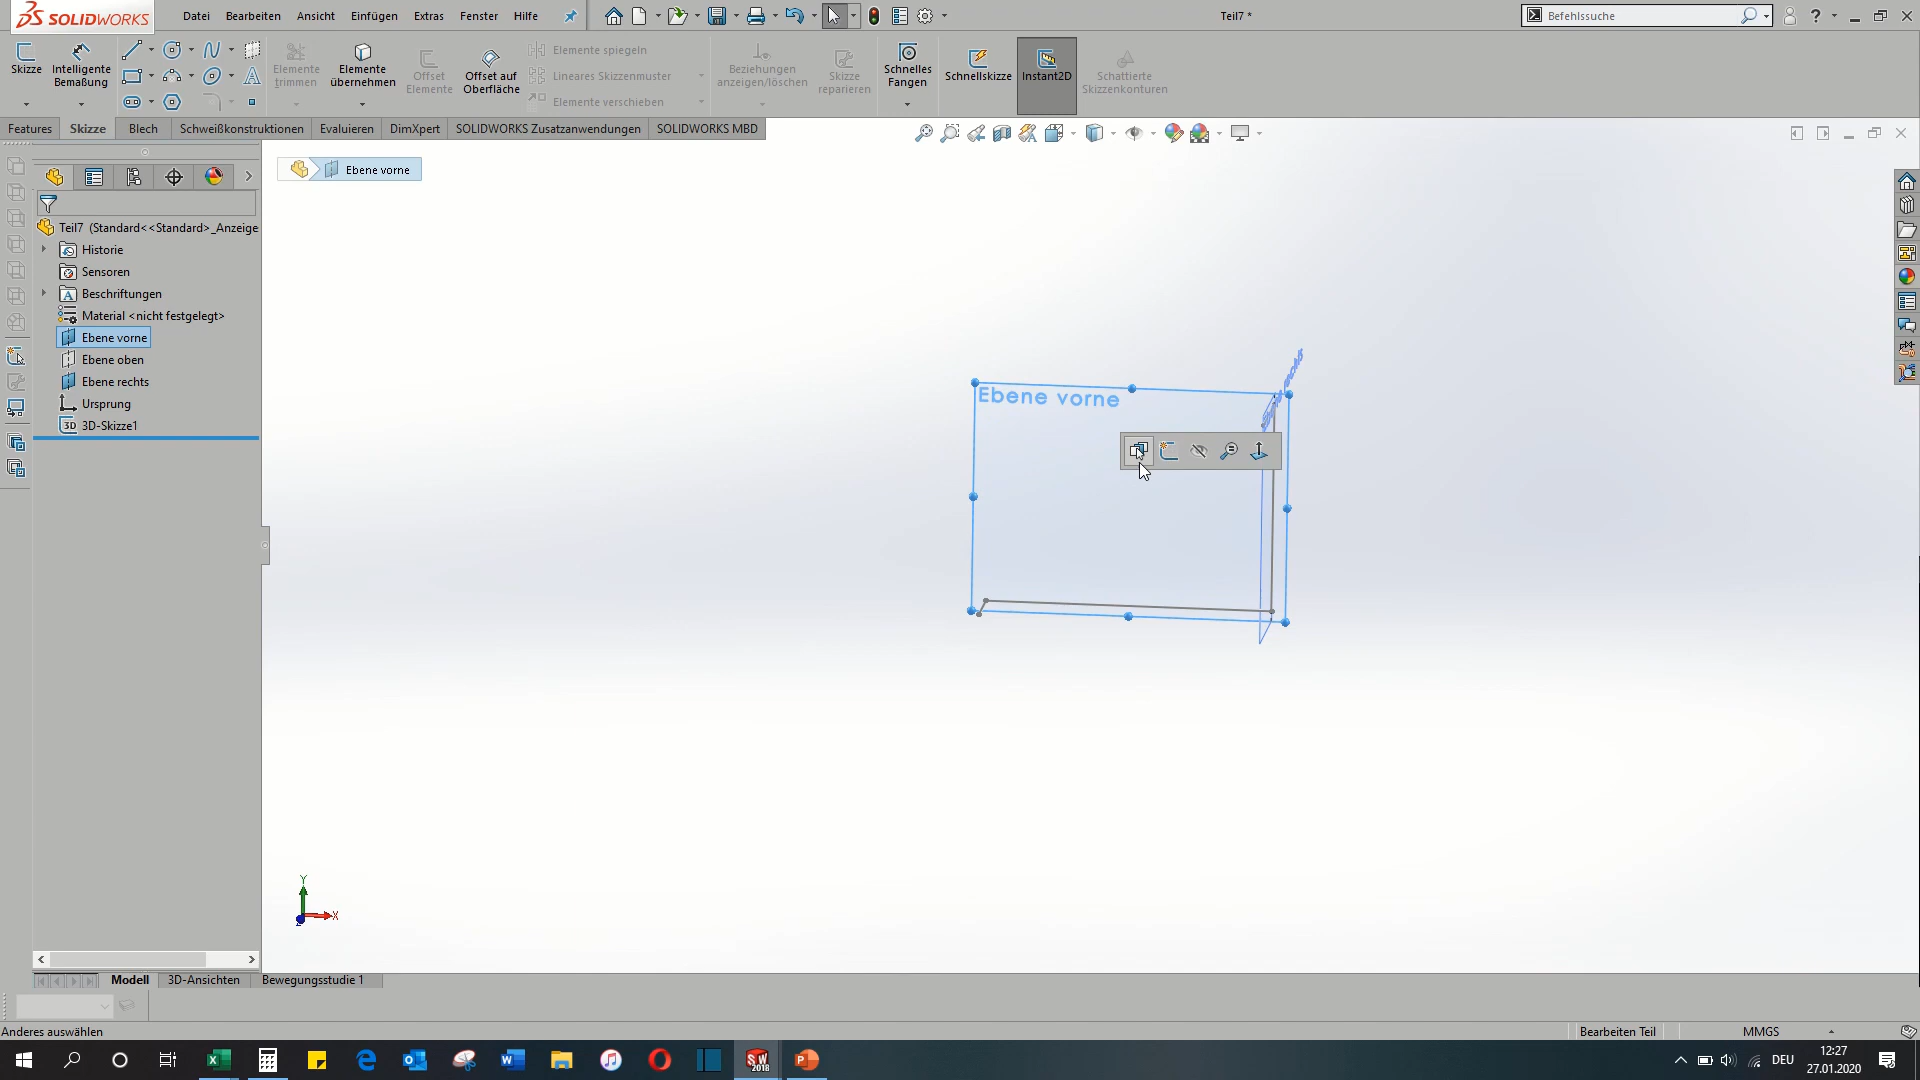 SOLIDWORKS
Datei
Bearbeiten
Ansicht
Einfügen
Extras
Fenster
Hilfe
Teil7 *
Befehlssuche
Skizze
Intelligente
Bemaßung
Elemente
trimmen
Elemente
übernehmen
Offset
Elemente
Offset auf
Oberfläche
Elemente spiegeln
Lineares Skizzenmuster
Elemente verschieben
Beziehungen
anzeigen/löschen
Skizze
reparieren
Schnelles
Fangen
Schnellskizze
Instant2D
Schattierte
Skizzenkonturen
Features
Skizze
Blech
Schweißkonstruktionen
Evaluieren
DimXpert
SOLIDWORKS Zusatzanwendungen
SOLIDWORKS MBD
Ebene vorne
Teil7 (Standard<<Standard>_Anzeige
Historie
Sensoren
Beschriftungen
Material <nicht festgelegt>
Ebene vorne
Ebene oben
Ebene rechts
Ursprung
3D 3D-Skizze1
Ebene vorne
Y
X
Z
Modell
3D-Ansichten
Bewegungsstudie 1
Anderes auswählen
Bearbeiten Teil
MMGS
SW
2018
DEU
12:27
27.01.2020